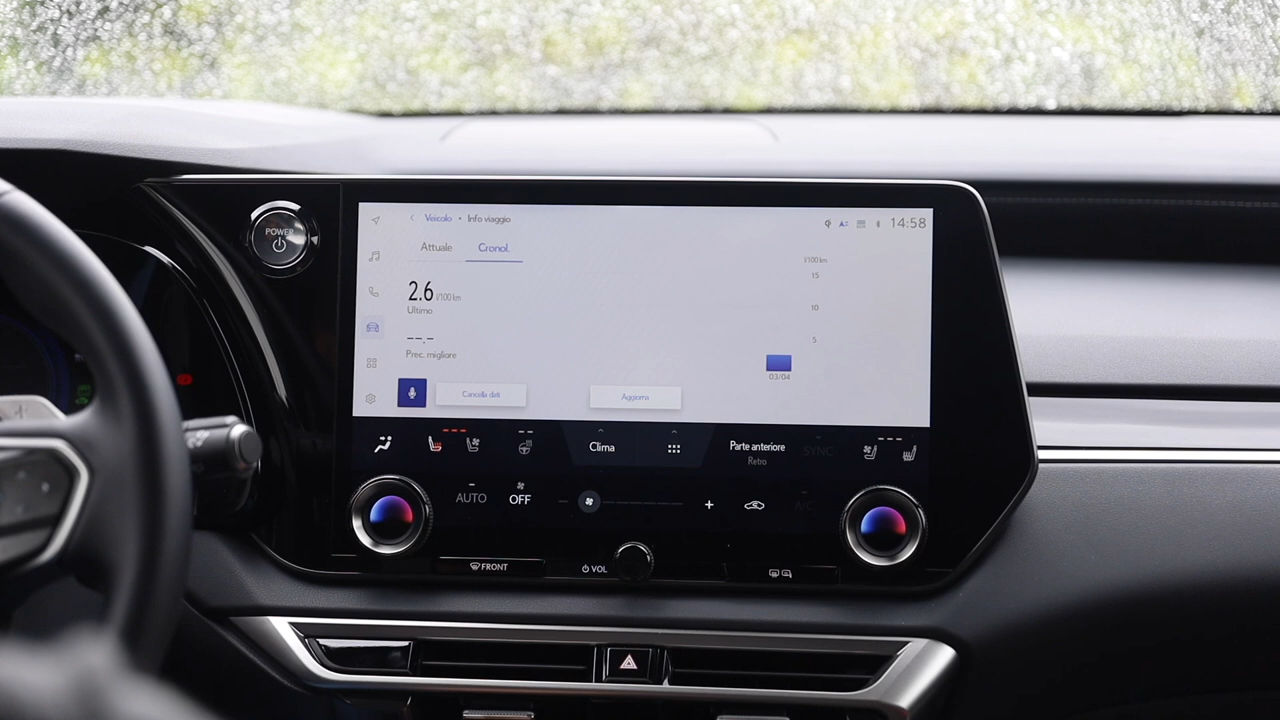 POWER
Veicolo • Info viaggio
14:58
Attuale Cronol.
l/100 km
15
10
5
2.6 l/100 km
Ultimo
--.-
Prec. migliore
03/04
Cancella dati
Aggiorna
Clima
Parte anteriore
Retro
SYNC
AUTO
OFF
A/C
FRONT
VOL